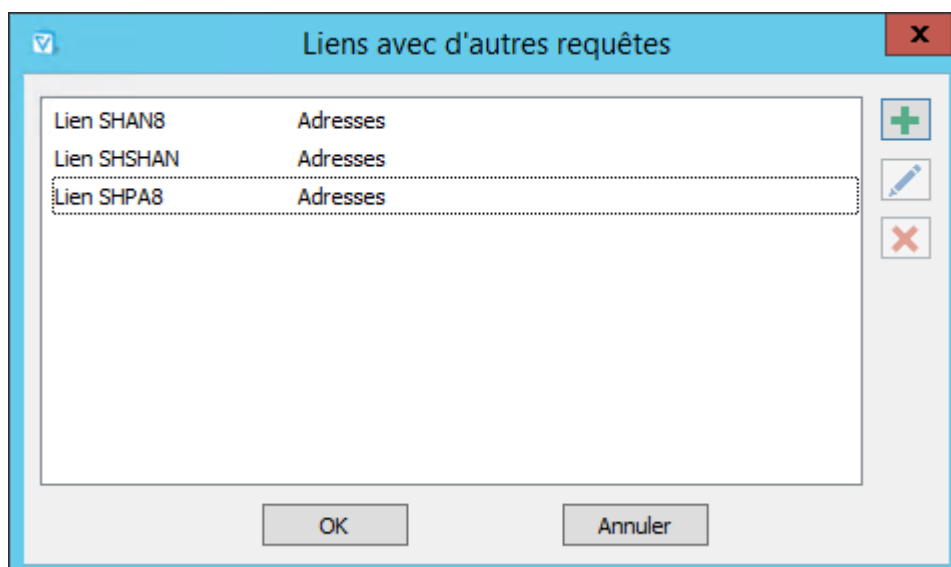 Liens avec d'autres requêtes
Lien SHAN8 Adresses
Lien SHSHAN Adresses
Lien SHPA8 Adresses
OK Annuler